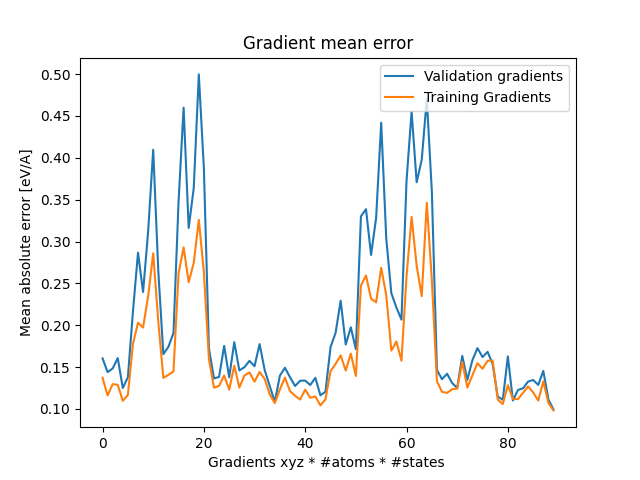 Gradient mean error
Validation gradients
Training Gradients
Mean absolute error [eV/A]
0.50
0.45
0.40
0.35
0.30
0.25
0.20
0.15
0.10
0
20
40
60
80
Gradients xyz * #atoms * #states